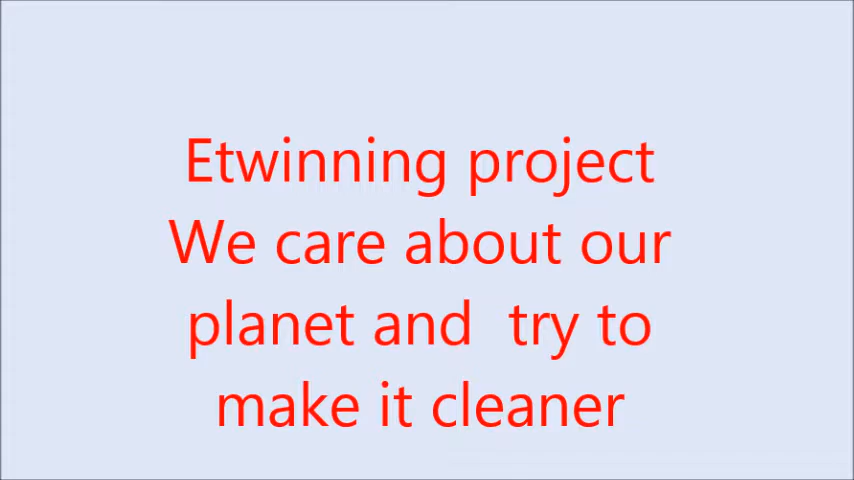 Etwinning project
We care about our
planet and  try to
make it cleaner